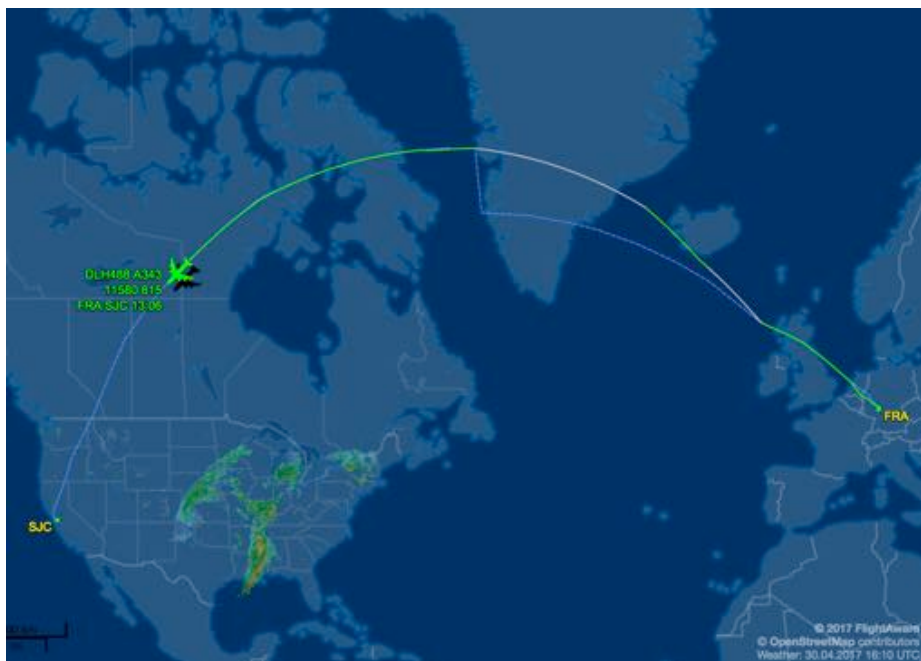 DLH488 A343
11580 815
FRA SJC 13:06
FRA
SJC
© 2017 FlightAware
© OpenStreetMap contributors
Weather: 30.04.2017 16:10 UTC